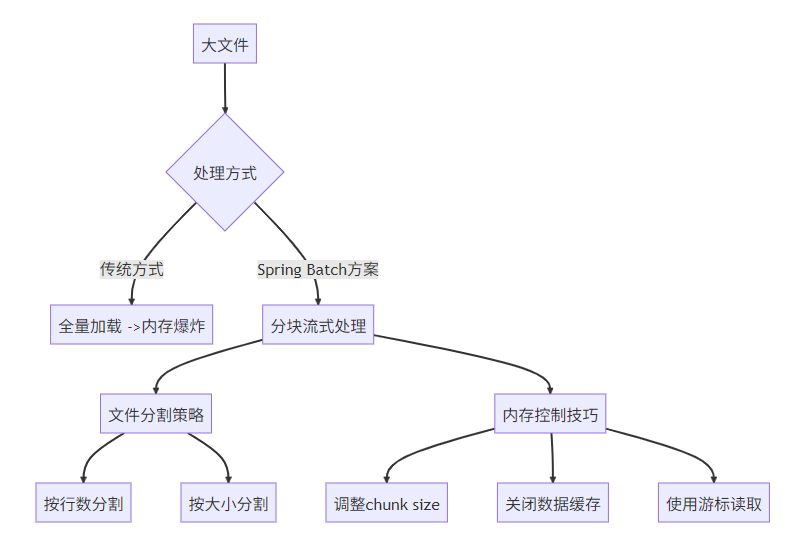 大文件
处理方式
传统方式
Spring Batch方案
全量加载 ->内存爆炸
分块流式处理
文件分割策略
内存控制技巧
按行数分割
按大小分割
调整chunk size
关闭数据缓存
使用游标读取